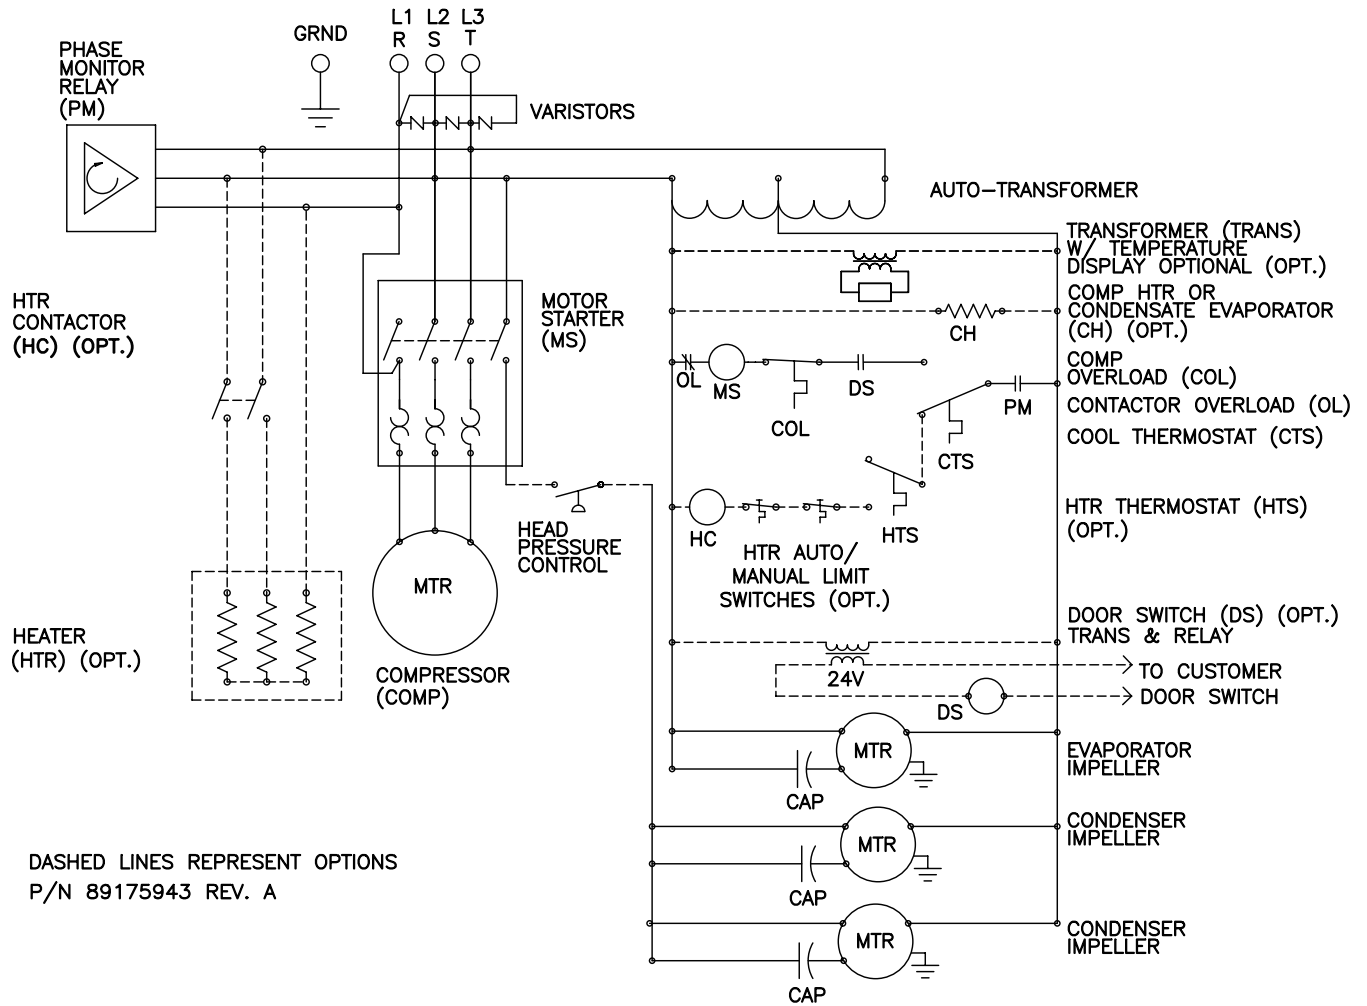 L1 L2 L3
GRND R S T
PHASE
MONITOR
RELAY
(PM)
VARISTORS
AUTO-TRANSFORMER
TRANSFORMER (TRANS)
W/ TEMPERATURE
DISPLAY OPTIONAL (OPT.)
HTR
CONTACTOR
(HC) (OPT.)
MOTOR
STARTER
(MS)
COMP HTR OR
CONDENSATE EVAPORATOR
(CH) (OPT.)
CH
COMP
OVERLOAD (COL)
OL MS DS
PM
CONTACTOR OVERLOAD (OL)
COL
COOL THERMOSTAT (CTS)
CTS
HTR THERMOSTAT (HTS)
(OPT.)
HC HTS
HEAD
PRESSURE
CONTROL
HTR AUTO/
MANUAL LIMIT
SWITCHES (OPT.)
MTR
DOOR SWITCH (DS) (OPT.)
TRANS & RELAY
HEATER
(HTR) (OPT.)
COMPRESSOR
(COMP)
24V
TO CUSTOMER
DOOR SWITCH
DS
MTR
EVAPORATOR
IMPELLER
CAP
CONDENSER
IMPELLER
MTR
CAP
DASHED LINES REPRESENT OPTIONS
P/N 89175943 REV. A
CONDENSER
IMPELLER
MTR
CAP